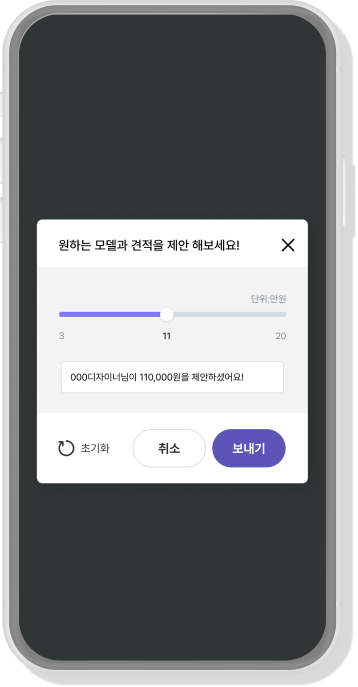 원하는 모델과 견적을 제안 해보세요!
단위:만원
3 11 20
000디자이너님이 110,000원을 제안하셨어요!
초기화 취소 보내기